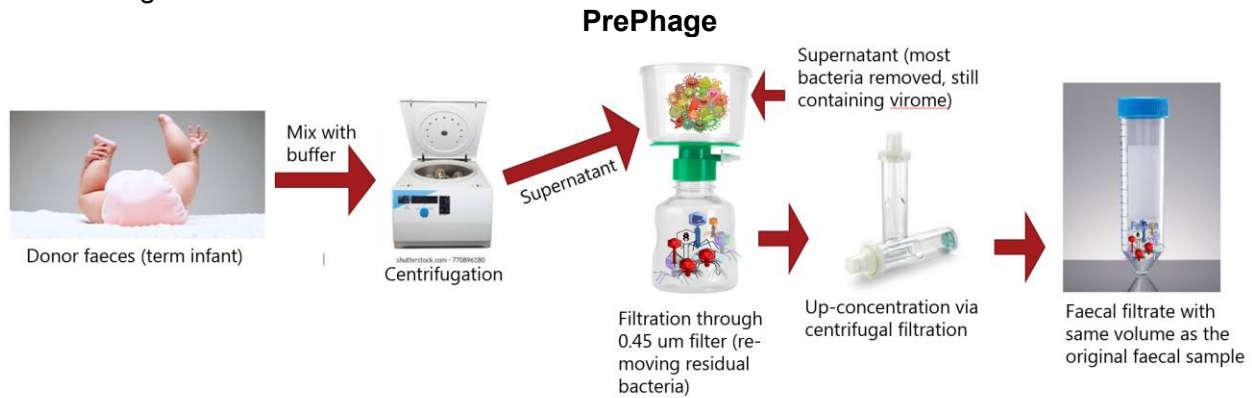 PrePhage
Mix with
buffer
Supernatant
Supernatant (most
bacteria removed, still
containing virome)
Donor faeces (term infant)
shutterstock.com · 770896180
Centrifugation
Filtration through
0.45 um filter (re-
moving residual
bacteria)
Up-concentration via
centrifugal filtration
Faecal filtrate with
same volume as the
original faecal sample